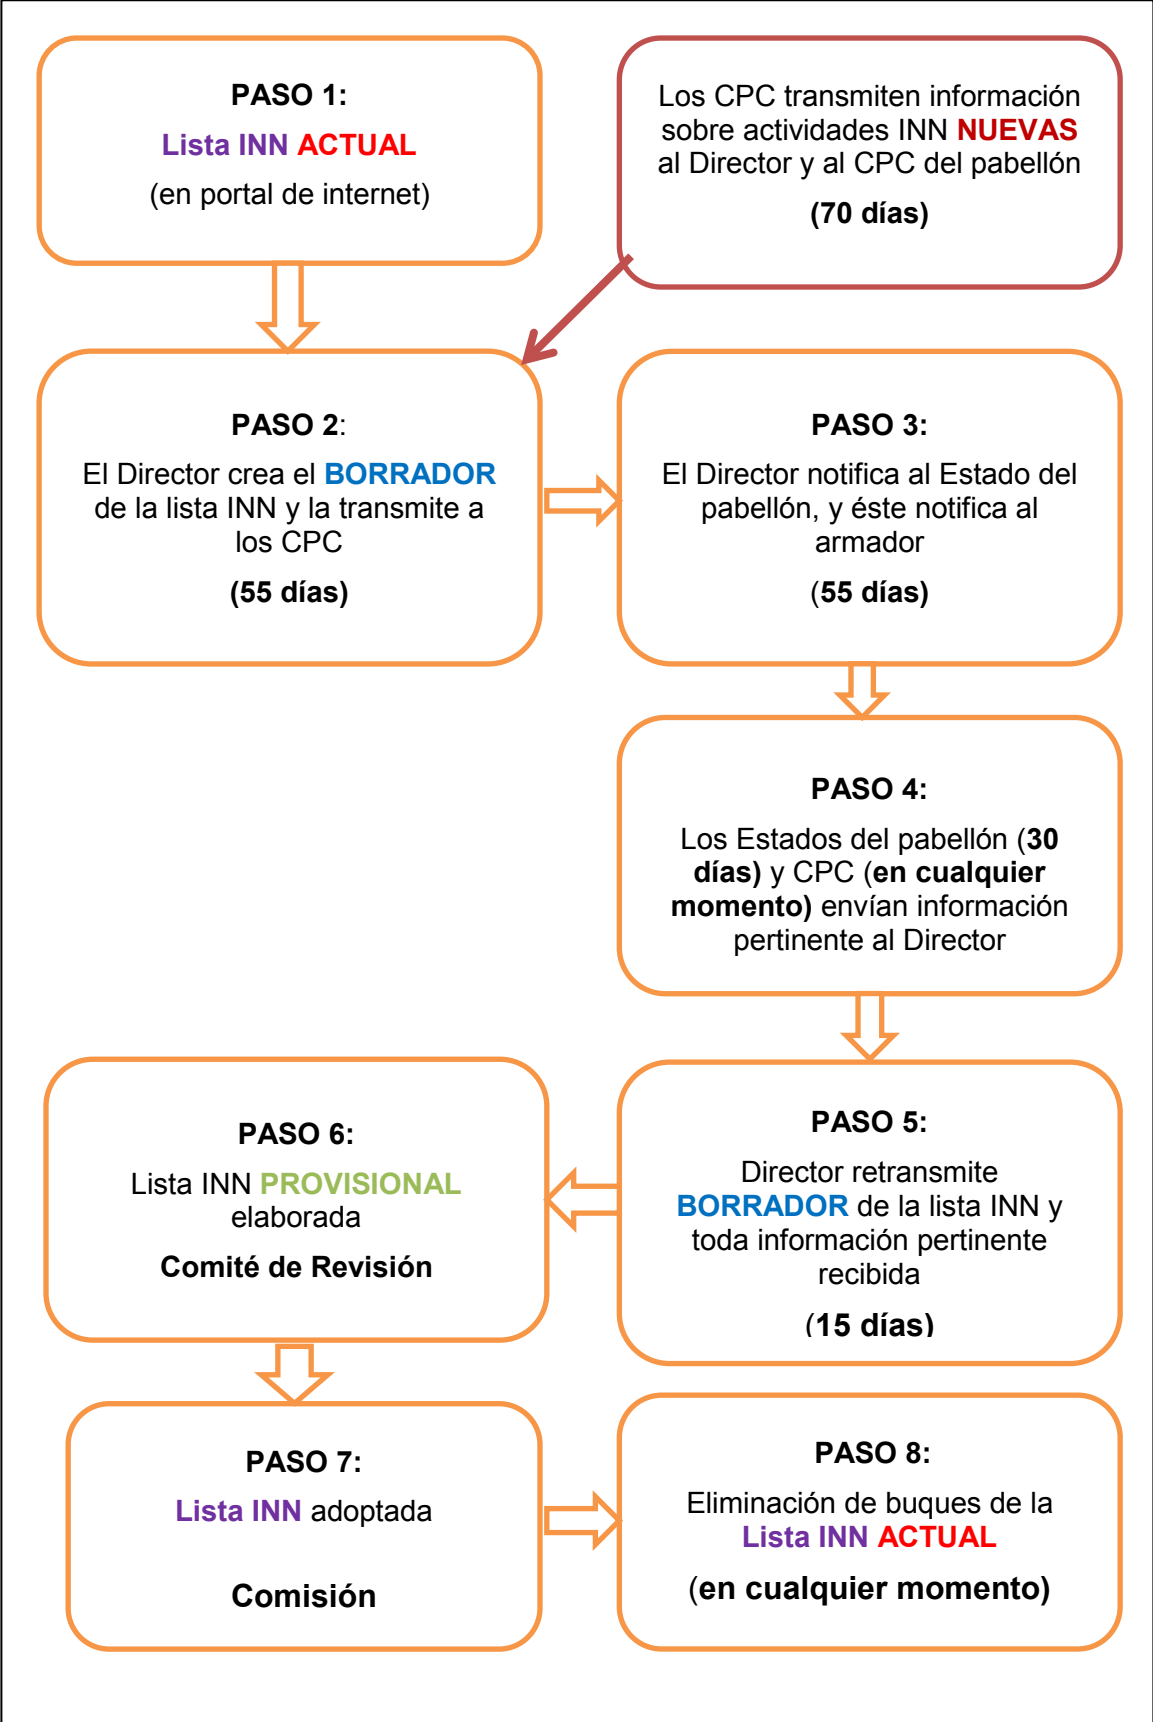 PASO 1:
Lista INN ACTUAL
(en portal de internet)
Los CPC transmiten información
sobre actividades INN NUEVAS
al Director y al CPC del pabellón
(70 días)
PASO 2:
El Director crea el BORRADOR
de la lista INN y la transmite a
los CPC
(55 días)
PASO 3:
El Director notifica al Estado del
pabellón, y éste notifica al
armador
(55 días)
PASO 4:
Los Estados del pabellón (30
días) y CPC (en cualquier
momento) envían información
pertinente al Director
PASO 5:
Director retransmite
BORRADOR de la lista INN y
toda información pertinente
recibida
(15 días)
PASO 6:
Lista INN PROVISIONAL
elaborada
Comité de Revisión
PASO 7:
Lista INN adoptada
Comisión
PASO 8:
Eliminación de buques de la
Lista INN ACTUAL
(en cualquier momento)